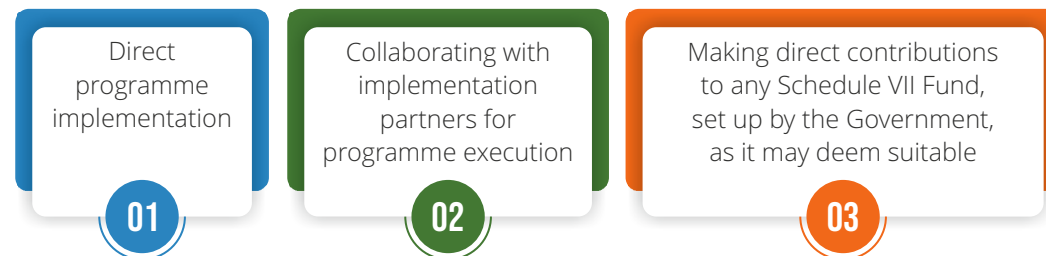 Direct
programme
implementation
01
Collaborating with
implementation
partners for
programme execution
02
Making direct contributions
to any Schedule VII Fund,
set up by the Government,
as it may deem suitable
03